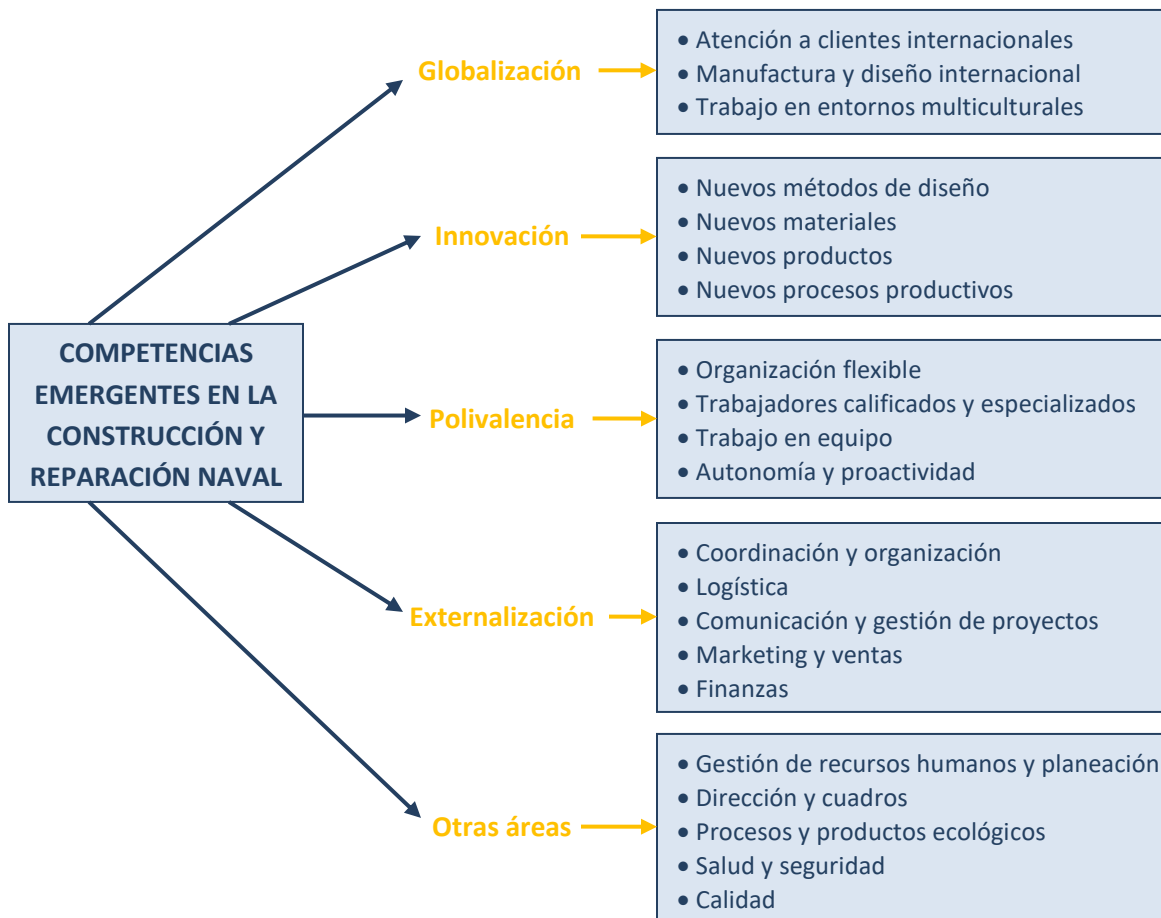 COMPETENCIAS
EMERGENTES EN LA
CONSTRUCCIÓN Y
REPARACIÓN NAVAL
Globalización
• Atención a clientes internacionales
• Manufactura y diseño internacional
• Trabajo en entornos multiculturales
Innovación
• Nuevos métodos de diseño
• Nuevos materiales
• Nuevos productos
• Nuevos procesos productivos
Polivalencia
• Organización flexible
• Trabajadores calificados y especializados
• Trabajo en equipo
• Autonomía y proactividad
Externalización
• Coordinación y organización
• Logística
• Comunicación y gestión de proyectos
• Marketing y ventas
• Finanzas
Otras áreas
• Gestión de recursos humanos y planeación
• Dirección y cuadros
• Procesos y productos ecológicos
• Salud y seguridad
• Calidad